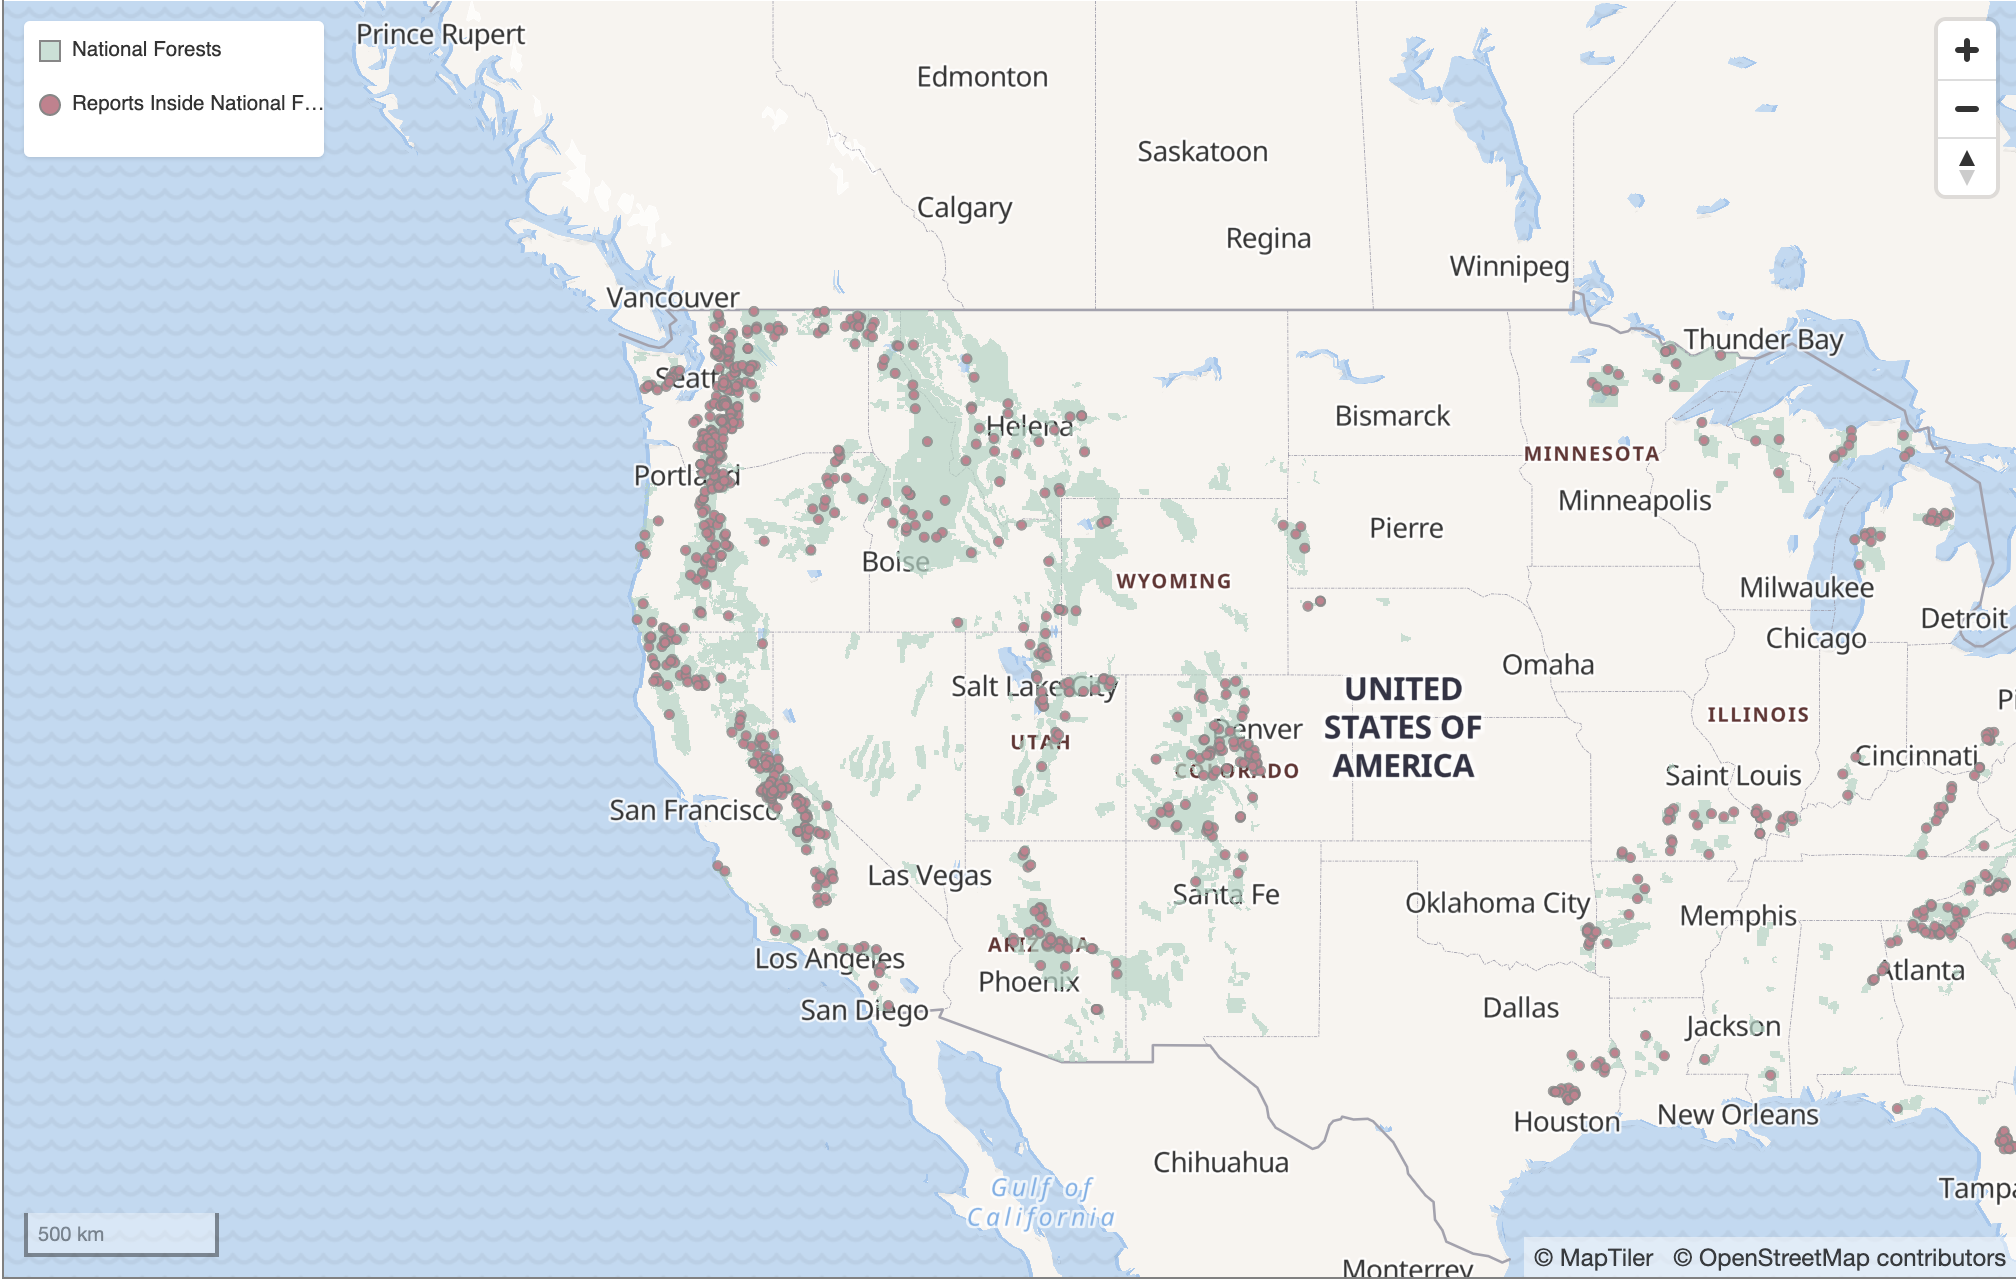 National Forests
Reports Inside National F...
Prince Rupert
Edmonton
Saskatoon
Calgary
Regina
Winnipeg
Vancouver
Thunder Bay
Seatt
Helena
Bismarck
MINNESOTA
Portland
Minneapolis
Pierre
Boise
WYOMING
Milwaukee
Detroit
Chicago
Omaha
Salt Lake City
UNITED
STATES OF
AMERICA
ILLINOIS
Denver
UTAH
COLORADO
Cincinnati
Saint Louis
San Francisco
Las Vegas
Santa Fe
Oklahoma City
Memphis
ARIZONA
Los Angeles
Phoenix
Atlanta
San Diego
Dallas
Jackson
Houston
New Orleans
Chihuahua
Gulf of
California
Tampa
500 km
Monterrey
© MapTiler © OpenStreetMap contributors